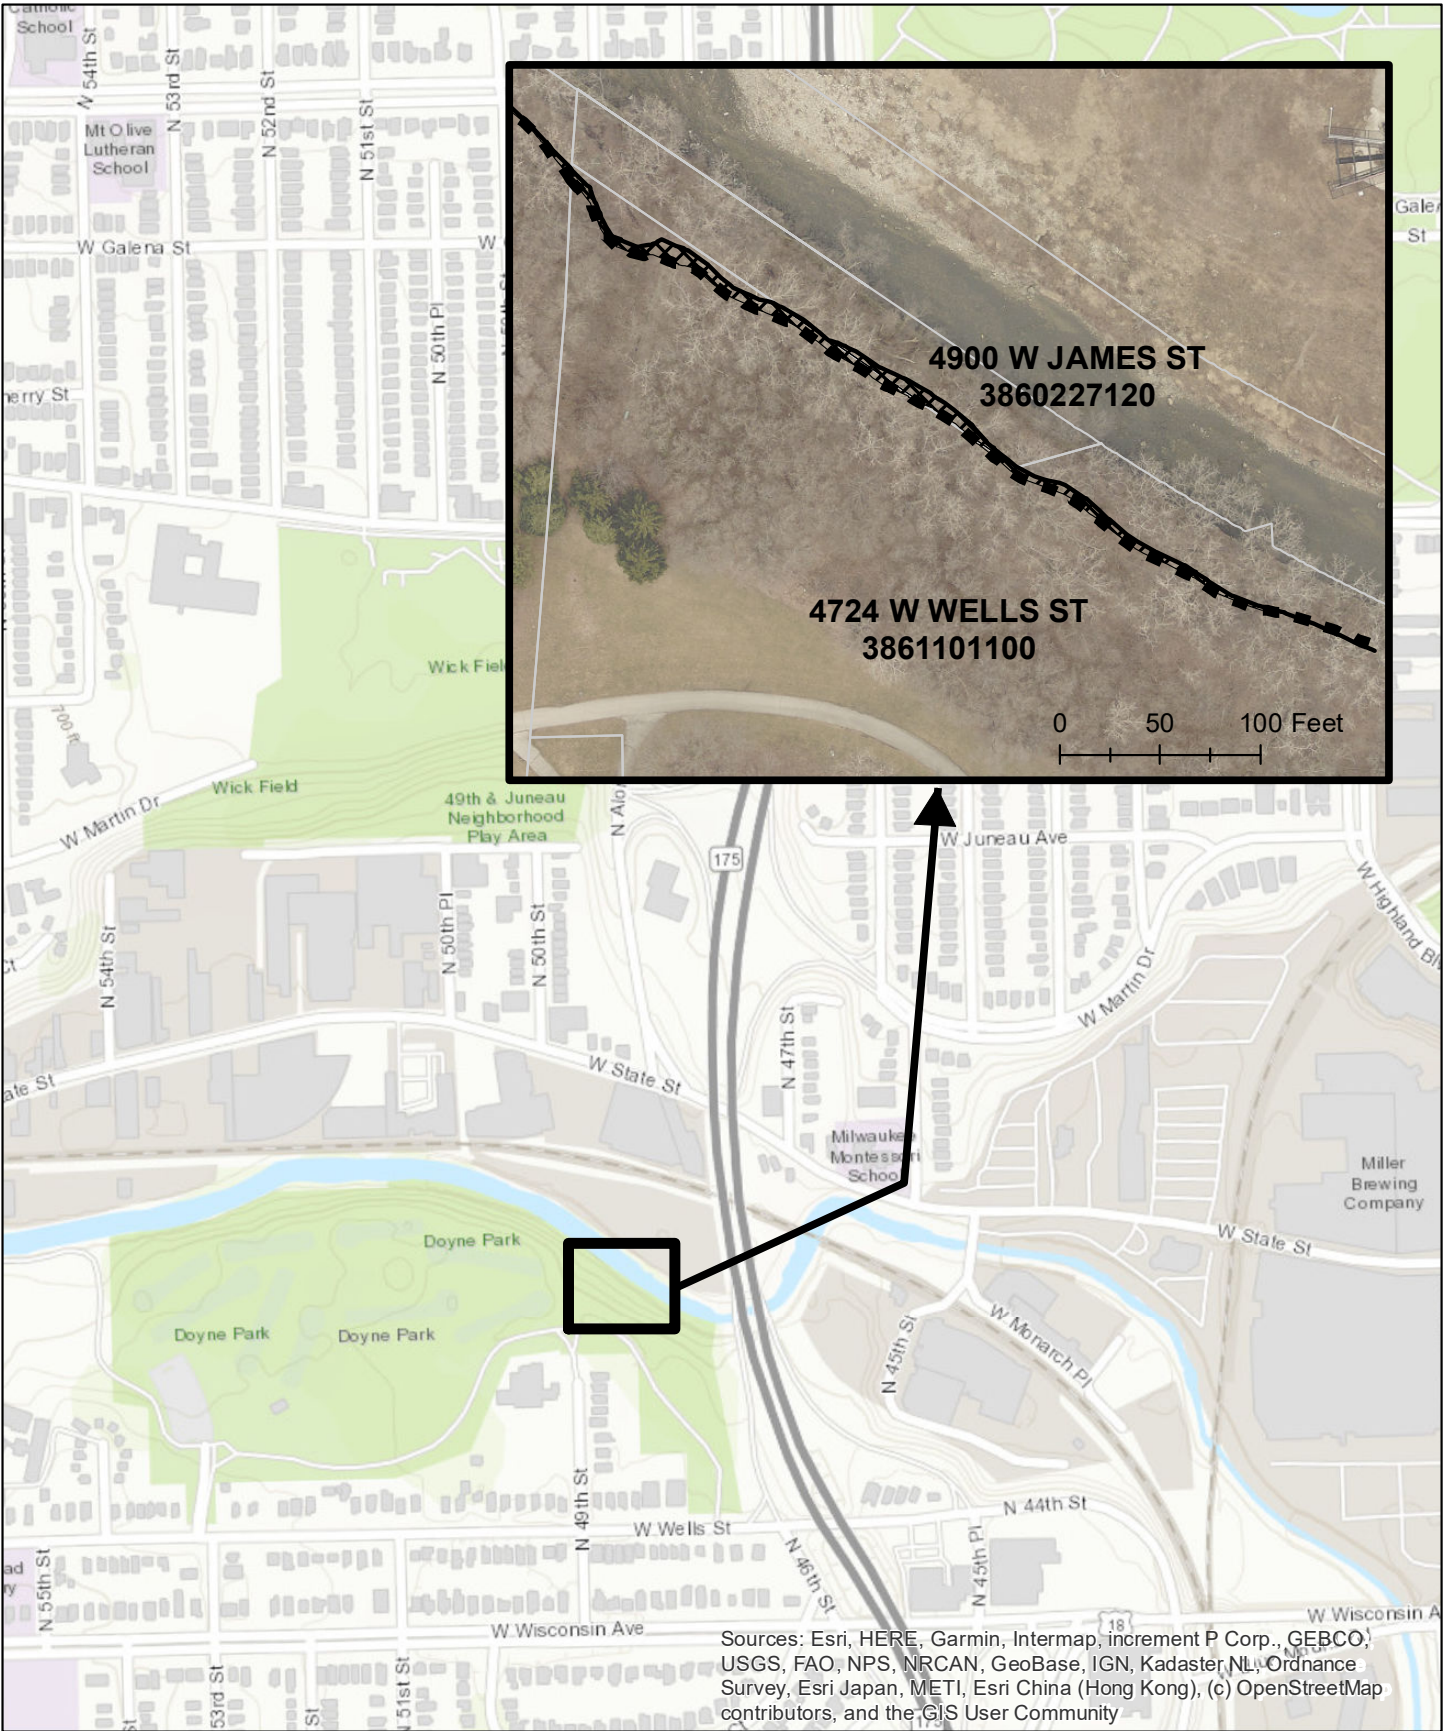 Catholic
School
N 54th St
N 53rd St
N 52nd St
N 51st St
Mt Olive
Lutheran
School
W Galena St
W
N 50th Pl
St
4900 W JAMES ST
3860227120
4724 W WELLS ST
3861101100
0 50 100 Feet
Wick Field
700 ft
Wick Field
W Martin Dr
49th & Juneau
Neighborhood
Play Area
175
W Juneau Ave
W Highland
N 54th St
N 50th Pl
N 50th St
N 47th St
W Martin Dr
W State St
Milwaukee
Montessori
School
Miller
Brewing
Company
W State St
Doyne Park
Doyne Park
Doyne Park
N 45th St
W Monarch Pl
N 49th St
W Wells St
N 44th St
N 46th St
N 45th Pl
N 55th St
W Wisconsin Ave
18
W Wisconsin A
53rd St
St
N 51st St
Sources: Esri, HERE, Garmin, Intermap, increment P Corp., GEBCO,
USGS, FAO, NPS, NRCAN, GeoBase, IGN, Kadaster NL, Ordnance
Survey, Esri Japan, METI, Esri China (Hong Kong), (c) OpenStreetMap
contributors, and the GIS User Community